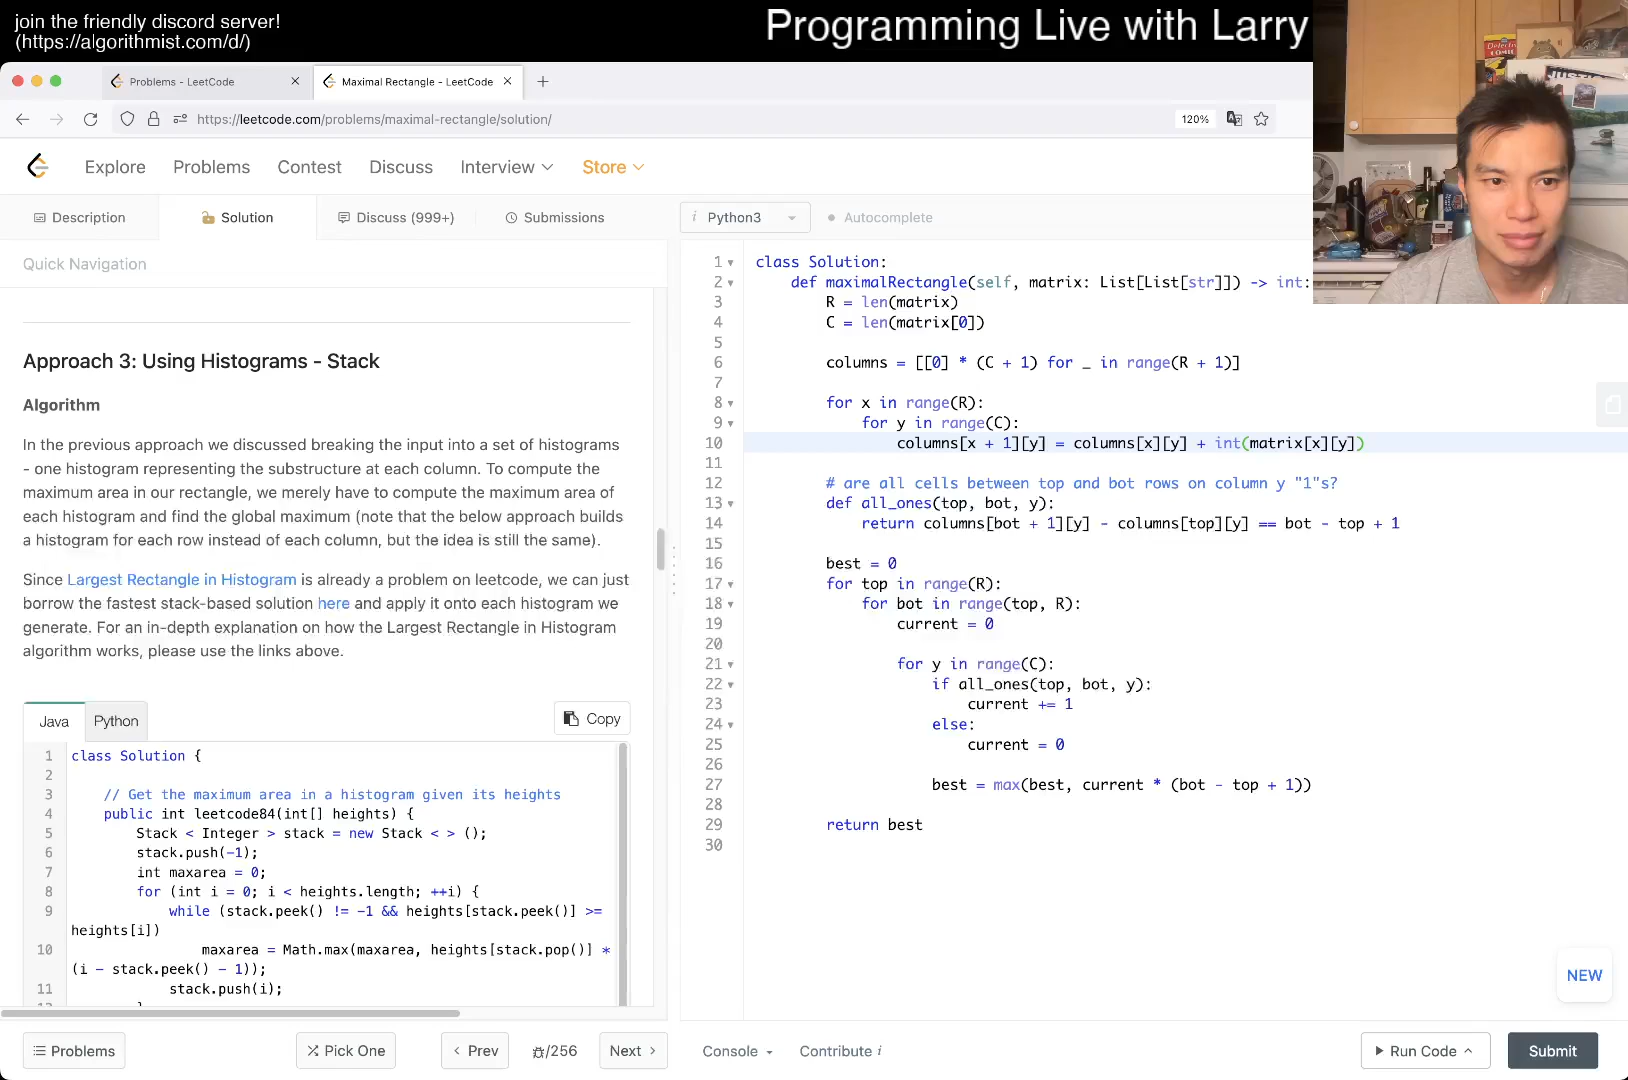 join the friendly discord server!
(https://algorithmist.com/d/)
Programming Live with Larry
Problems - LeetCode
Maximal Rectangle - LeetCode
https://leetcode.com/problems/maximal-rectangle/solution/
120%
Explore
Problems
Contest
Discuss
Interview
Store
Description
Solution
Discuss (999+)
Submissions
i Python3
Autocomplete
Quick Navigation
Approach 3: Using Histograms - Stack
Algorithm
In the previous approach we discussed breaking the input into a set of histograms
- one histogram representing the substructure at each column. To compute the
maximum area in our rectangle, we merely have to compute the maximum area of
each histogram and find the global maximum (note that the below approach builds
a histogram for each row instead of each column, but the idea is still the same).
Since Largest Rectangle in Histogram is already a problem on leetcode, we can just
borrow the fastest stack-based solution here and apply it onto each histogram we
generate. For an in-depth explanation on how the Largest Rectangle in Histogram
algorithm works, please use the links above.
Java
Python
Copy
1 class Solution {
2
3 // Get the maximum area in a histogram given its heights
4 public int leetcode84(int[] heights) {
5 Stack < Integer > stack = new Stack < > ();
6 stack.push(-1);
7 int maxarea = 0;
8 for (int i = 0; i < heights.length; ++i) {
9 while (stack.peek() != -1 && heights[stack.peek()] >=
heights[i])
10 maxarea = Math.max(maxarea, heights[stack.pop()] *
(i - stack.peek() - 1));
11 stack.push(i);
1 class Solution:
2 def maximalRectangle(self, matrix: List[List[str]]) -> int:
3 R = len(matrix)
4 C = len(matrix[0])
5
6 columns = [[0] * (C + 1) for _ in range(R + 1)]
7
8 for x in range(R):
9 for y in range(C):
10 columns[x + 1][y] = columns[x][y] + int(matrix[x][y])
11
12 # are all cells between top and bot rows on column y "1"s?
13 def all_ones(top, bot, y):
14 return columns[bot + 1][y] - columns[top][y] == bot - top + 1
15
16 best = 0
17 for top in range(R):
18 for bot in range(top, R):
19 current = 0
20
21 for y in range(C):
22 if all_ones(top, bot, y):
23 current += 1
24 else:
25 current = 0
26
27 best = max(best, current * (bot - top + 1))
28
29 return best
30
NEW
Problems
Pick One
Prev
/256
Next
Console
Contribute i
Run Code
Submit